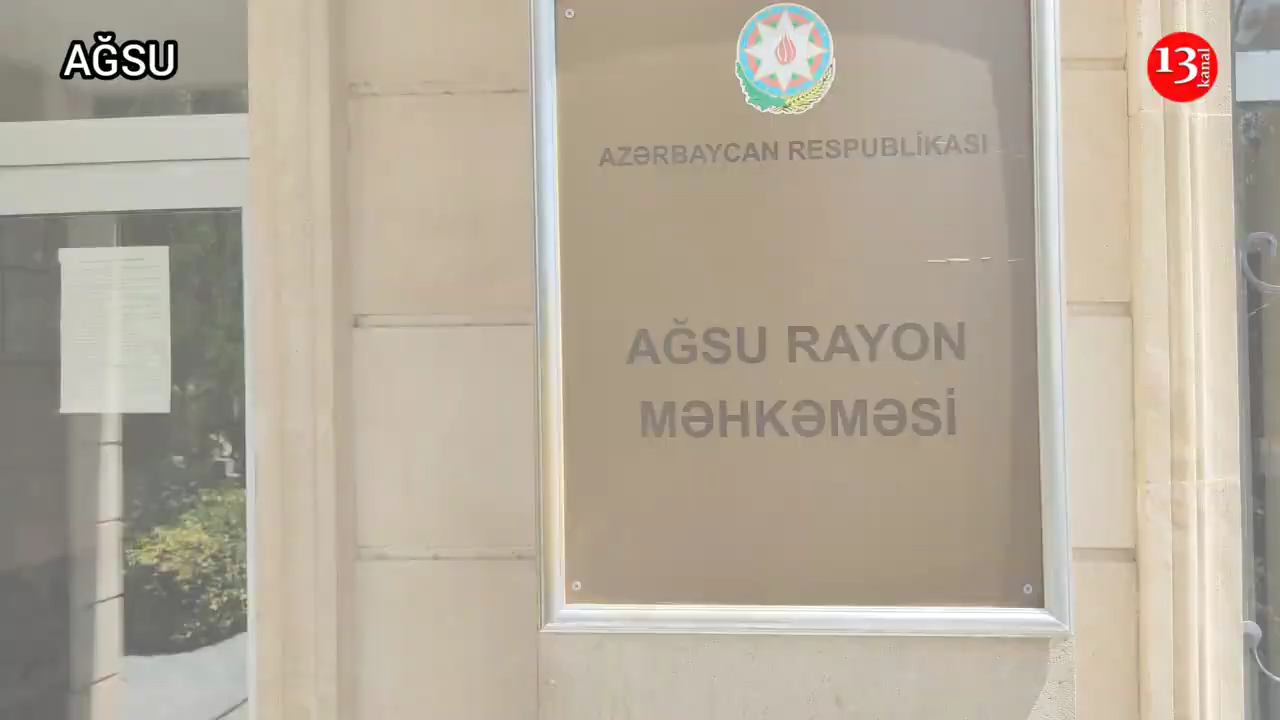 AĞSU
13 kanal
AZƏRBAYCAN RESPUBLİKASI
AĞSU RAYON
MƏHKƏMƏSİ